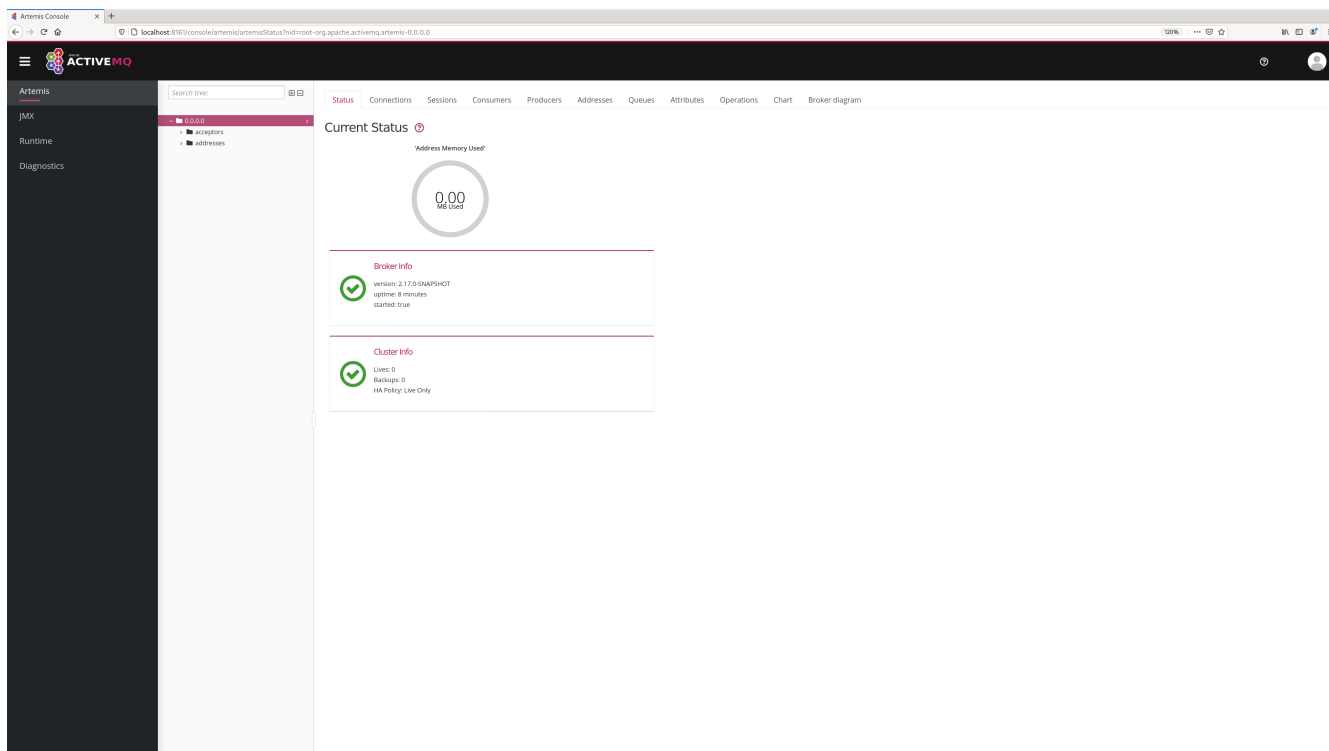 Artemis Console
localhost:8161/console/artemis/artemisStatus?nid=root-org.apache.activemq.artemis-0.0.0.0
120%
ACTIVEMQ
Artemis
JMX
Runtime
Diagnostics
Search tree:
0.0.0.0
acceptors
addresses
Status Connections Sessions Consumers Producers Addresses Queues Attributes Operations Chart Broker diagram
Current Status
'Address Memory Used'
0.00
MB Used
Broker Info
version: 2.17.0-SNAPSHOT
uptime: 8 minutes
started: true
Cluster Info
Lives: 0
Backups: 0
HA Policy: Live Only